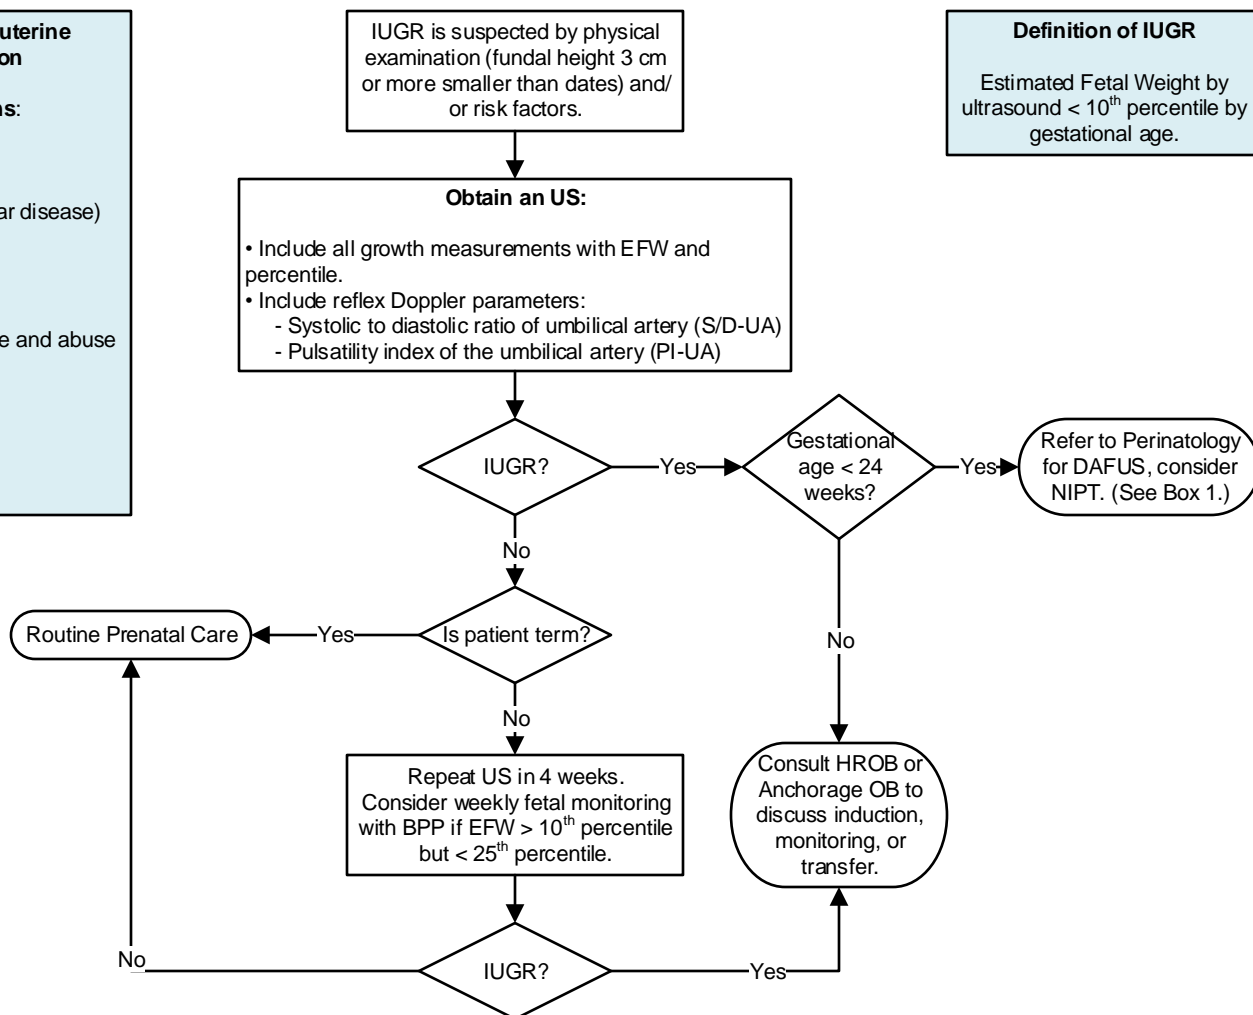 uterine
on
ns:
ar disease)
e and abuse
IUGR is suspected by physical
examination (fundal height 3 cm
or more smaller than dates) and/
or risk factors.
Definition of IUGR
Estimated Fetal Weight by
ultrasound < 10th percentile by
gestational age.
Obtain an US:
• Include all growth measurements with EFW and
percentile.
• Include reflex Doppler parameters:
- Systolic to diastolic ratio of umbilical artery (S/D-UA)
- Pulsatility index of the umbilical artery (PI-UA)
IUGR?
Yes
Gestational
age < 24
weeks?
Yes
Refer to Perinatology
for DAFUS, consider
NIPT. (See Box 1.)
No
Is patient term?
Yes
Routine Prenatal Care
No
No
Repeat US in 4 weeks.
Consider weekly fetal monitoring
with BPP if EFW > 10th percentile
but < 25th percentile.
Consult HROB or
Anchorage OB to
discuss induction,
monitoring, or
transfer.
IUGR?
No
Yes